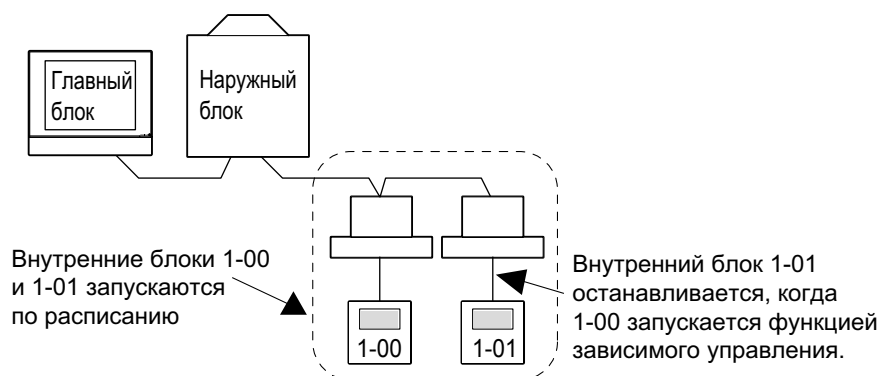 Главный
блок
Наружный
блок
Внутренние блоки 1-00
и 1-01 запускаются
по расписанию
1-00
1-01
Внутренний блок 1-01
останавливается, когда
1-00 запускается функцией
зависимого управления.